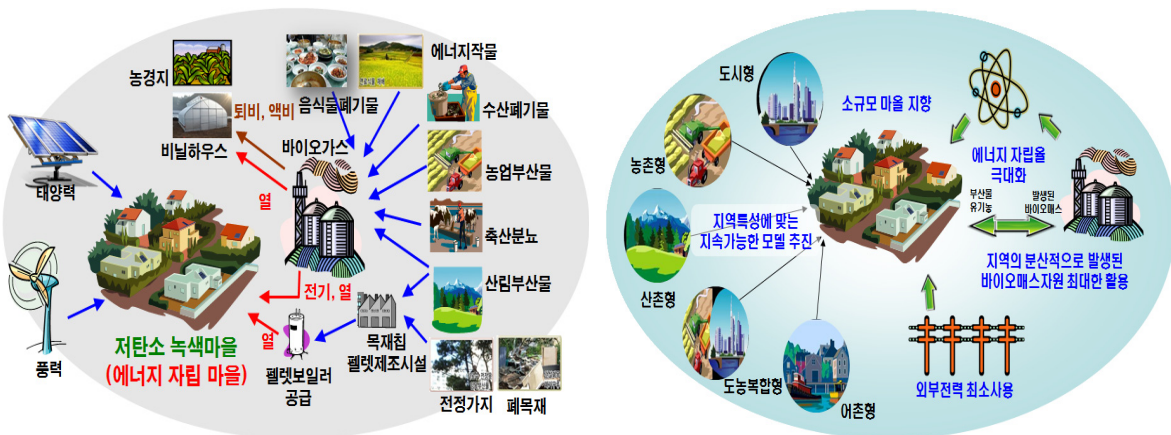 농경지
퇴비, 액비
비닐하우스
열
태양력
풍력
음식물폐기물
에너지작물
수산폐기물
바이오가스
농업부산물
축산분뇨
산림부산물
전기, 열
열
저탄소 녹색마을
(에너지 자립 마을)
펠렛보일러
공급
목재칩
펠렛제조시설
전정가지
폐목재
도시형
소규모 마을 지향
농촌형
에너지 자립율
극대화
부산물
유기농
발생된
바이오매스
지역특성에 맞는
지속가능한 모델 추진
산촌형
지역의 분산적으로 발생된
바이오매스자원 최대한 활용
도농복합형
어촌형
외부전력 최소사용